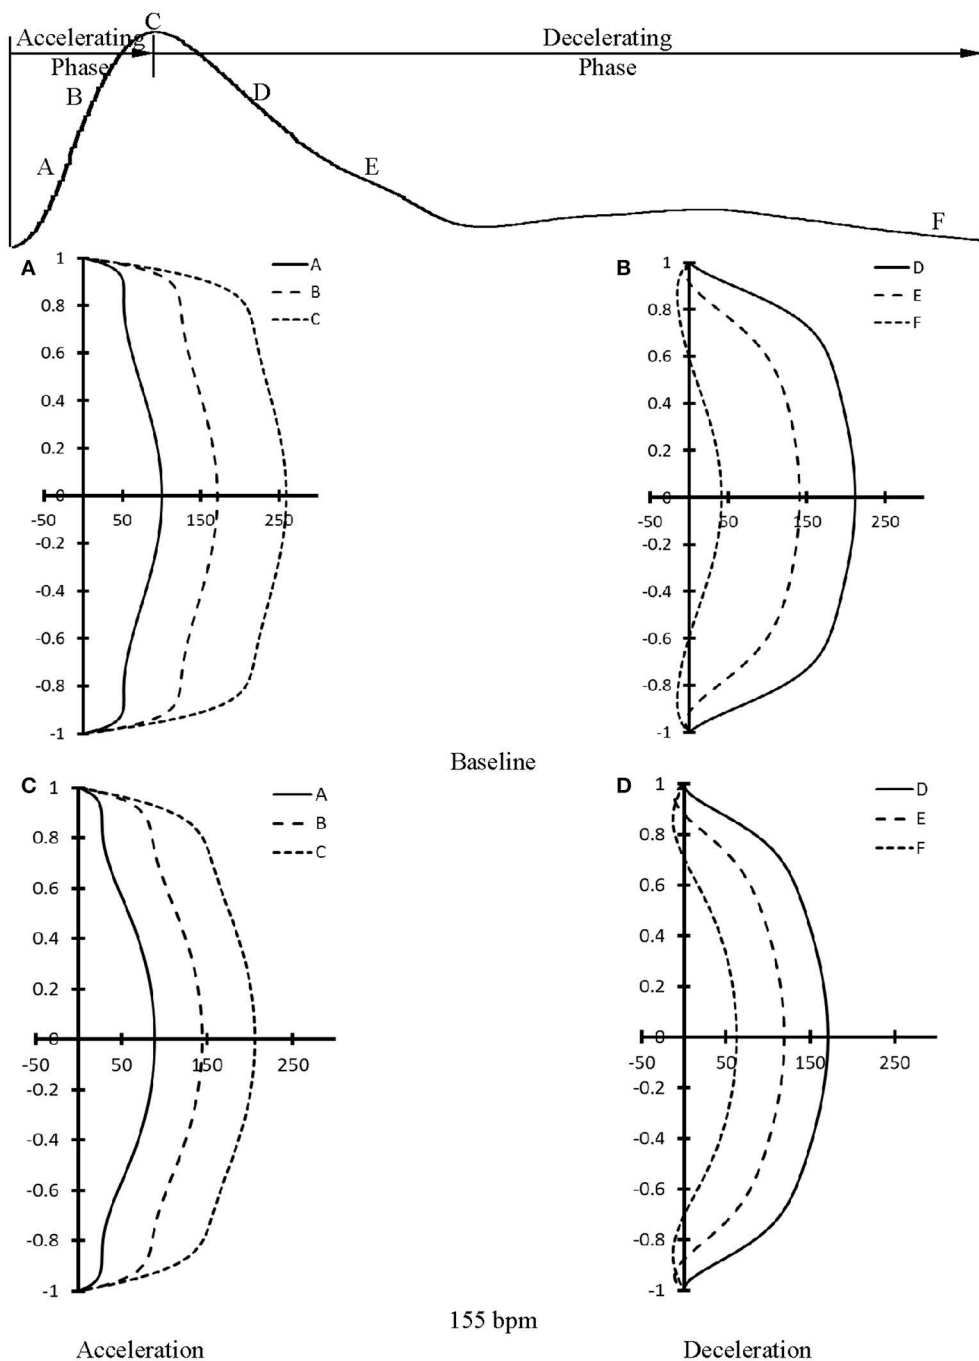 C
Accelerating
Phase
Decelerating
Phase
B
D
A
E
F
A
1
0.8
0.6
0.4
0.2
0
-0.2
-0.4
-0.6
-0.8
-1
-50
50
150
250
A
B
C
B
1
0.8
0.6
0.4
0.2
0
-0.2
-0.4
-0.6
-0.8
-1
-50
50
150
250
D
E
F
Baseline
C
1
0.8
0.6
0.4
0.2
0
-0.2
-0.4
-0.6
-0.8
-1
-50
50
150
250
A
B
C
D
1
0.8
0.6
0.4
0.2
0
-0.2
-0.4
-0.6
-0.8
-1
-50
50
150
250
D
E
F
155 bpm
Acceleration
Deceleration